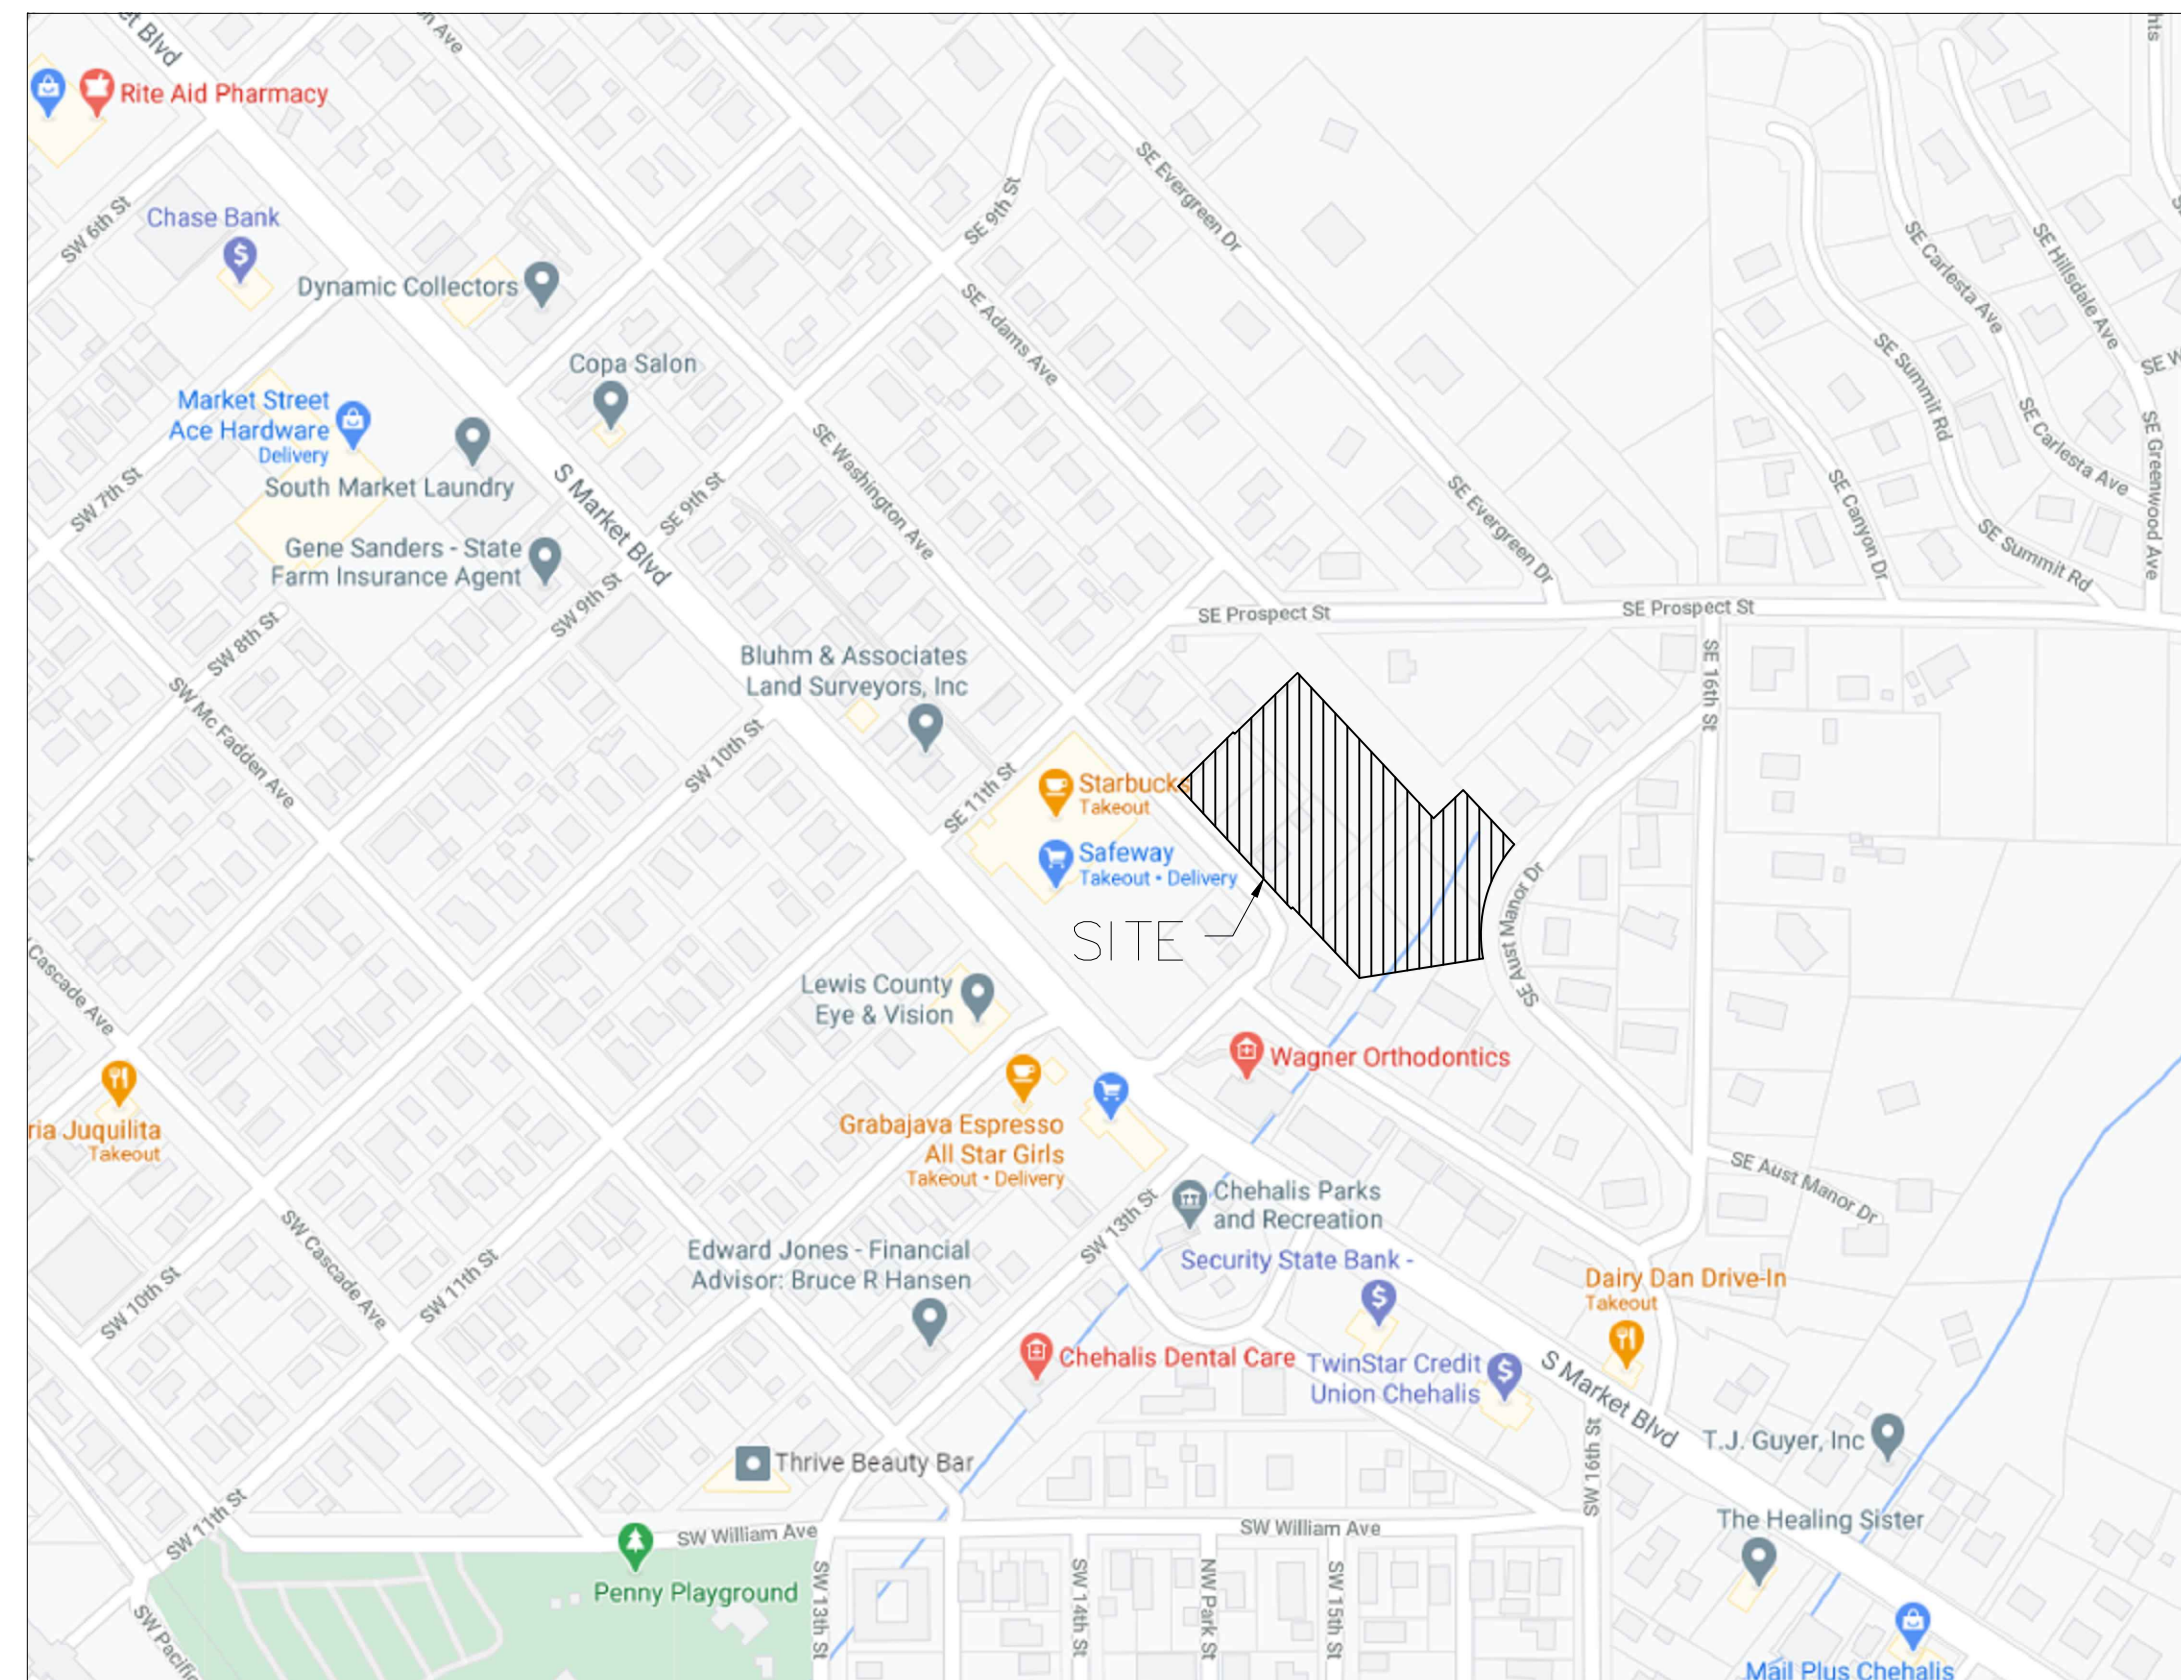 et Blvd
n Ave
hts
Rite Aid Pharmacy
SE Evergreen Dr
SW 6th St
Chase Bank
SE 9th St
SE Carlesta Ave
SE Hillsdale Ave
Dynamic Collectors
SE Adams Ave
SE W
SE Summit Rd
Copa Salon
Market Street
Ace Hardware
Delivery
SE Carlesta Ave
SE Greenwood Ave
SE Washington Ave
South Market Laundry
S Market Blvd
SW 7th St
SE 9th St
SE Evergreen Dr
SE Canyon Dr
SE Summit Rd
Gene Sanders - State
Farm Insurance Agent
SW 9th St
SE Prospect St
SE Prospect St
SW 8th St
Bluhm & Associates
Land Surveyors, Inc
SE 16th St
SW Mc Fadden Ave
SW 10th St
SE 11th St
Starbucks
Takeout
Safeway
Takeout • Delivery
SITE
SE Aust Manor Dr
Cascade Ave
Lewis County
Eye & Vision
Wagner Orthodontics
Grabajava Espresso
All Star Girls
Takeout • Delivery
ria Juquilita
Takeout
SE Aust Manor Dr
Chehalis Parks
and Recreation
SW 13th St
Security State Bank -
Edward Jones - Financial
Advisor: Bruce R Hansen
SW Cascade Ave
SW 11th St
SW 10th St
Dairy Dan Drive-In
Takeout
Chehalis Dental Care
TwinStar Credit
Union Chehalis
S Market Blvd
SW 16th St
T.J. Guyer, Inc
Thrive Beauty Bar
SW 11th St
SW William Ave
SW William Ave
The Healing Sister
Penny Playground
SW 13th St
SW 14th St
NW Park St
SW 15th St
SW Pacific
Mail Plus Chehalis